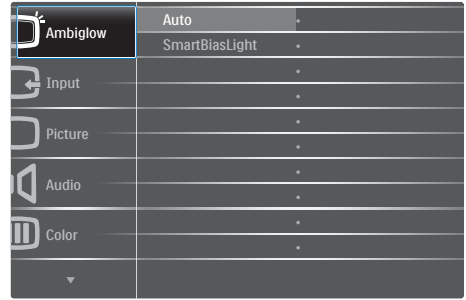 Ambiglow
Auto
SmartBiasLight
Input
Picture
Audio
Color